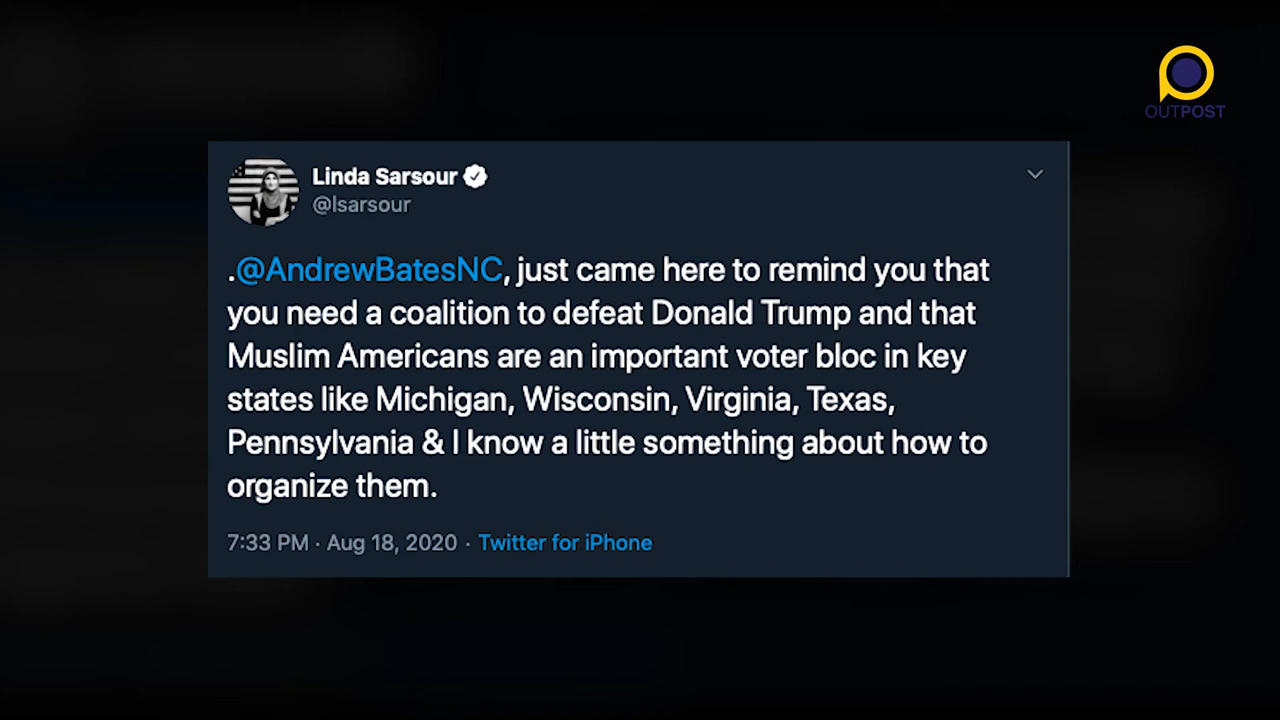 OUTPOST
Linda Sarsour
@lsarsour
.@AndrewBatesNC, just came here to remind you that
you need a coalition to defeat Donald Trump and that
Muslim Americans are an important voter bloc in key
states like Michigan, Wisconsin, Virginia, Texas,
Pennsylvania & I know a little something about how to
organize them.
7:33 PM · Aug 18, 2020 · Twitter for iPhone